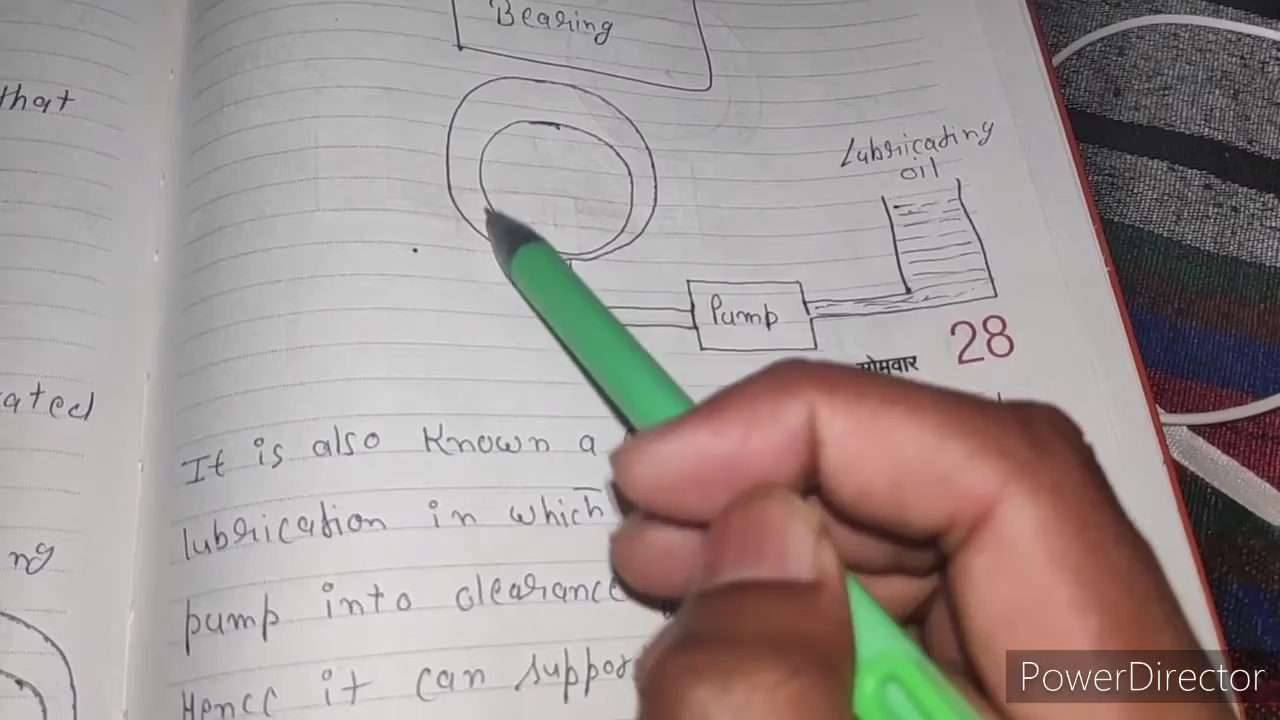 Bearing
that
Lubricating
oil
Pump
28
सोमवार
ated
It is also Known a
lubrication in which
ng
pump into clearance
Hence it can suppor
PowerDirector